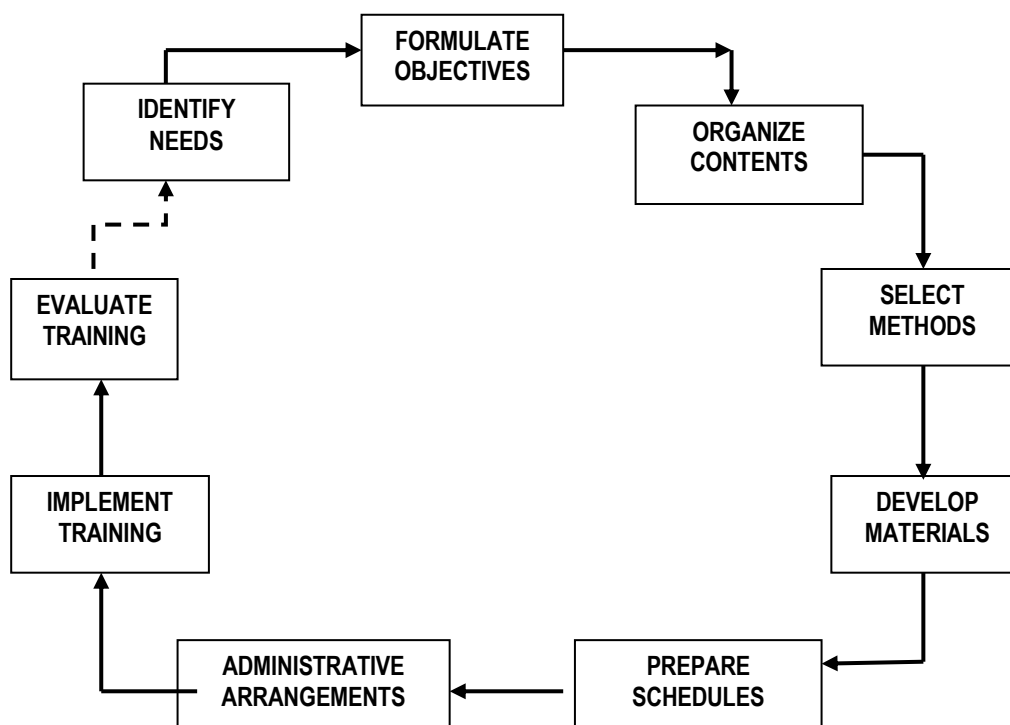 FORMULATE
OBJECTIVES
IDENTIFY
NEEDS
ORGANIZE
CONTENTS
SELECT
METHODS
DEVELOP
MATERIALS
PREPARE
SCHEDULES
ADMINISTRATIVE
ARRANGEMENTS
IMPLEMENT
TRAINING
EVALUATE
TRAINING